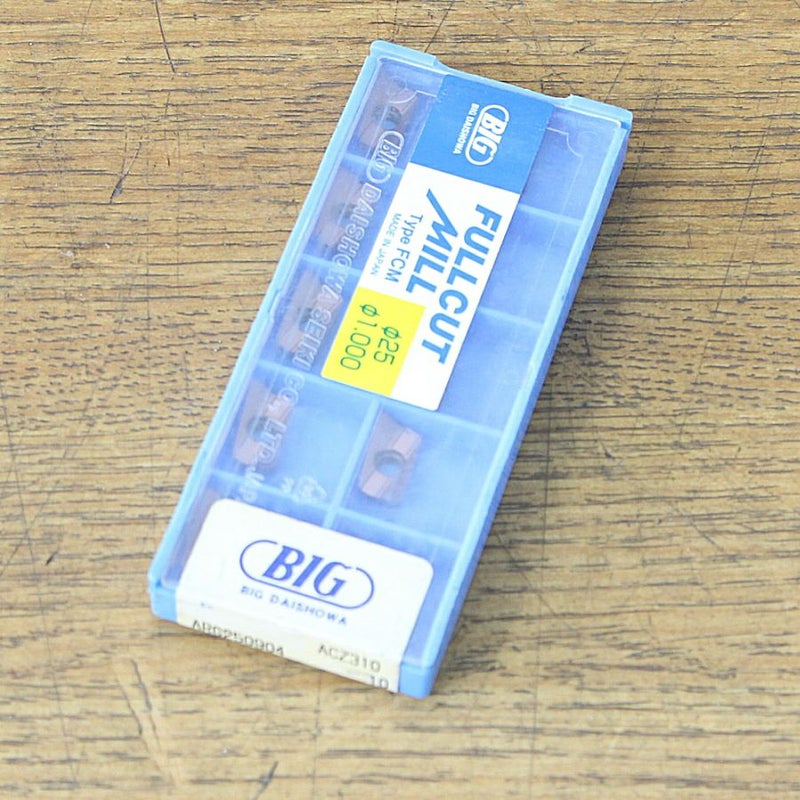 BIG
BIG DAISHOWA
FULLCUT
MILL
Type FCM
MADE IN JAPAN
φ25
φ1.000
BIG DAISHOWA SEIKI CO., LTD.
BIG
BIG DAISHOWA
ARG250904 ACZ310
10